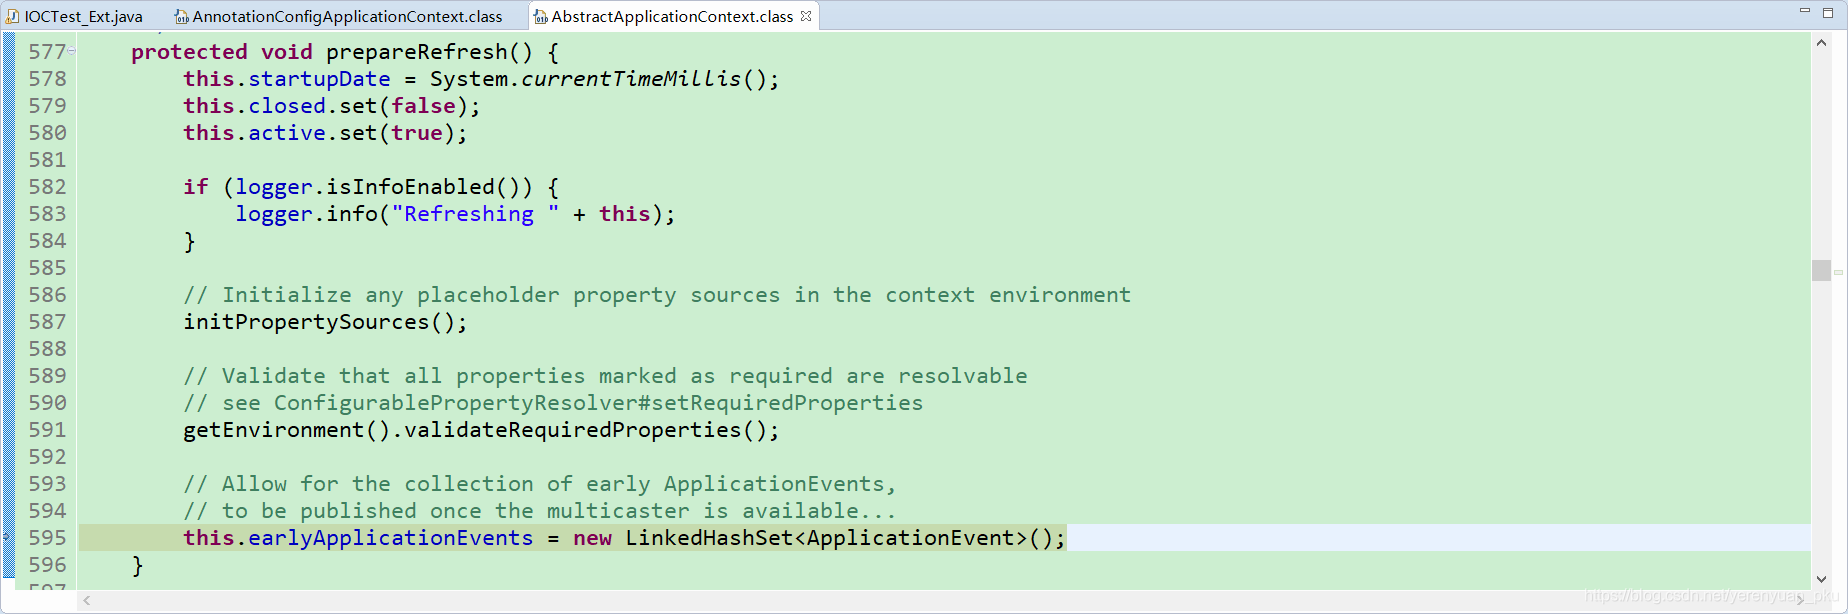 IOCTest_Ext.java AnnotationConfigApplicationContext.class AbstractApplicationContext.class
577 protected void prepareRefresh() {
578 this.startupDate = System.currentTimeMillis();
579 this.closed.set(false);
580 this.active.set(true);
581
582 if (logger.isInfoEnabled()) {
583 logger.info("Refreshing " + this);
584 }
585
586 // Initialize any placeholder property sources in the context environment
587 initPropertySources();
588
589 // Validate that all properties marked as required are resolvable
590 // see ConfigurablePropertyResolver#setRequiredProperties
591 getEnvironment().validateRequiredProperties();
592
593 // Allow for the collection of early ApplicationEvents,
594 // to be published once the multicaster is available...
595 this.earlyApplicationEvents = new LinkedHashSet<ApplicationEvent>();
596 }
597
https://blog.csdn.net/yerenyuan_pku